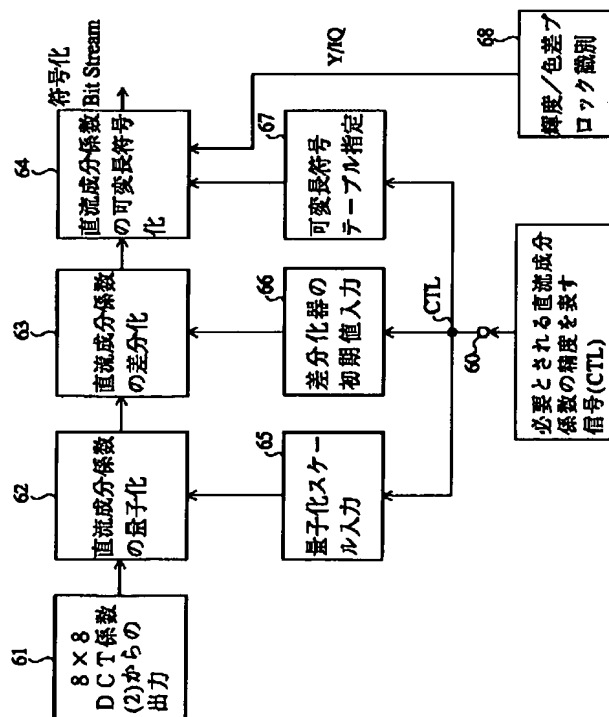 61
8×8
DCT係数
(2)からの
出力
62
直流成分係数
の量子化
63
直流成分係数
の差分化
64
直流成分係数
の可変長符号
化
符号化
Bit Stream
65
量子化スケー
ル入力
66
差分化器の
初期値入力
67
可変長符号
テーブル指定
Y/IQ
CTL
60
必要とされる直流成分
係数の精度を表す
信号(CTL)
68
輝度/色差ブ
ロック識別